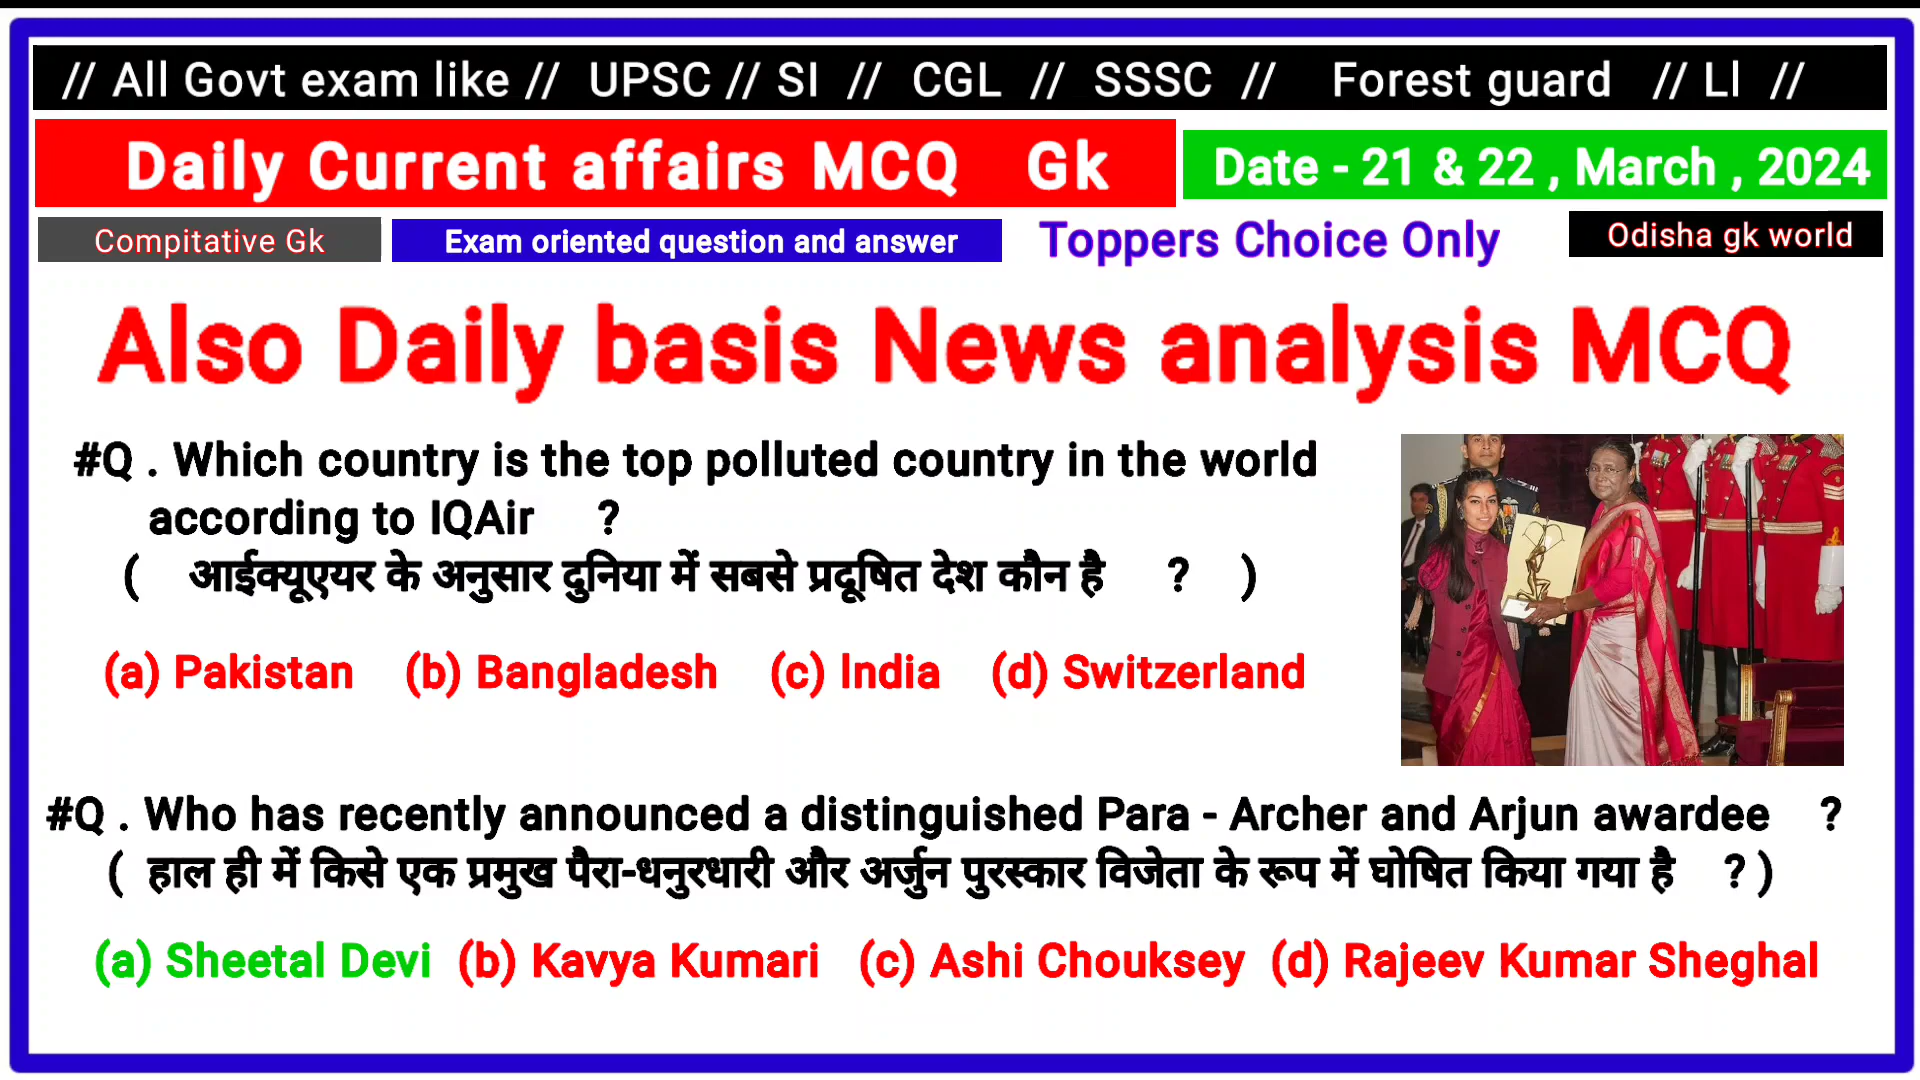 // All Govt exam like // UPSC // SI // CGL // SSSC // Forest guard // LI //
Daily Current affairs MCQ Gk
Date - 21 & 22 , March , 2024
Compitative Gk
Exam oriented question and answer
Toppers Choice Only
Odisha gk world
Also Daily basis News analysis MCQ
#Q . Which country is the top polluted country in the world
according to IQAir ?
( आईक्यूएयर के अनुसार दुनिया में सबसे प्रदूषित देश कौन है ? )
(a) Pakistan (b) Bangladesh (c) India (d) Switzerland
#Q . Who has recently announced a distinguished Para - Archer and Arjun awardee ?
( हाल ही में किसे एक प्रमुख पैरा-धनुरधारी और अर्जुन पुरस्कार विजेता के रूप में घोषित किया गया है ? )
(a) Sheetal Devi (b) Kavya Kumari (c) Ashi Chouksey (d) Rajeev Kumar Sheghal